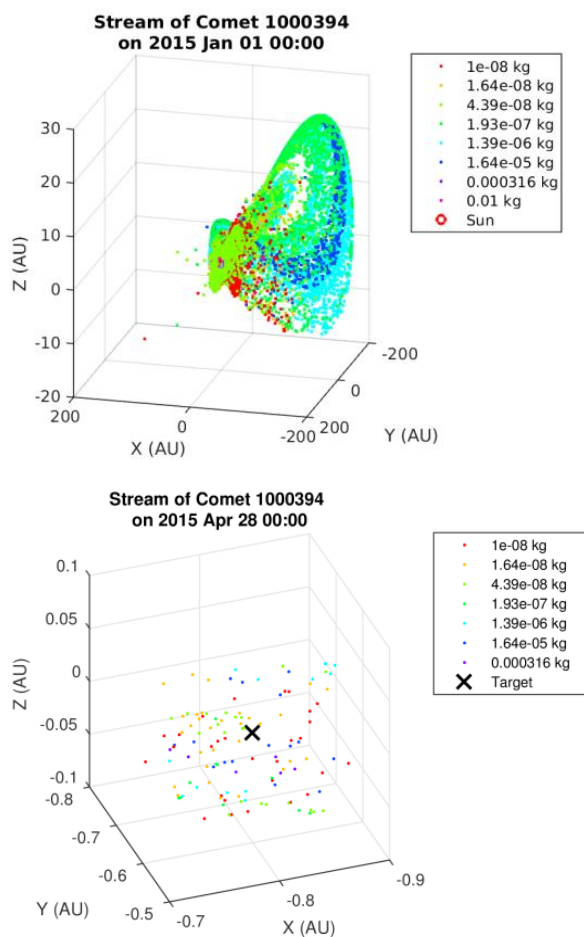 Stream of Comet 1000394
on 2015 Jan 01 00:00
1e-08 kg
1.64e-08 kg
4.39e-08 kg
1.93e-07 kg
1.39e-06 kg
1.64e-05 kg
0.000316 kg
0.01 kg
Sun
30
20
10
0
-10
-20
Z (AU)
200
0
-200
X (AU)
200
0
-200
Y (AU)
Stream of Comet 1000394
on 2015 Apr 28 00:00
1e-08 kg
1.64e-08 kg
4.39e-08 kg
1.93e-07 kg
1.39e-06 kg
1.64e-05 kg
0.000316 kg
Target
0.1
0.05
0
-0.05
-0.1
Z (AU)
-0.8
-0.7
-0.6
-0.5
Y (AU)
-0.7
-0.8
-0.9
X (AU)